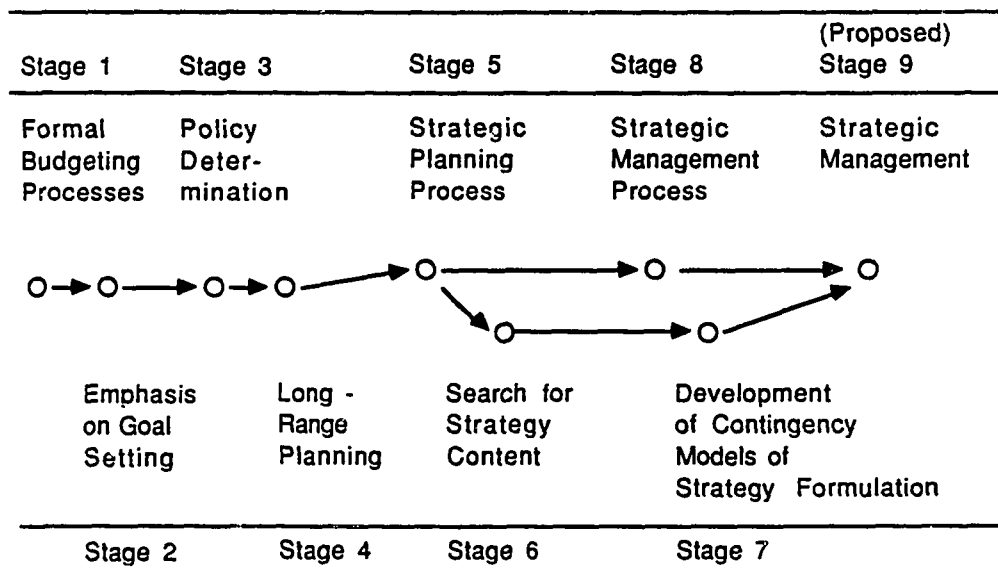 (Proposed)
Stage 1 Stage 3 Stage 5 Stage 8 Stage 9
Formal Policy Strategic Strategic Strategic
Budgeting Deter- Planning Management Management
Processes mination Process Process
Emphasis Long - Search for Development
on Goal Range Strategy of Contingency
Setting Planning Content Models of
Strategy Formulation
Stage 2 Stage 4 Stage 6 Stage 7